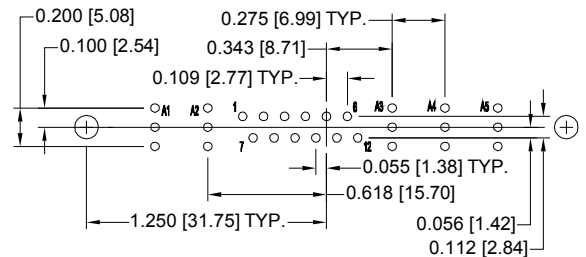 0.200 [5.08]
0.275 [6.99] TYP.
0.100 [2.54]
0.343 [8.71]
0.109 [2.77] TYP.
A1 A2 1 6 A3 A4 A5
7 12
0.055 [1.38] TYP.
0.618 [15.70]
1.250 [31.75] TYP.
0.056 [1.42]
0.112 [2.84]